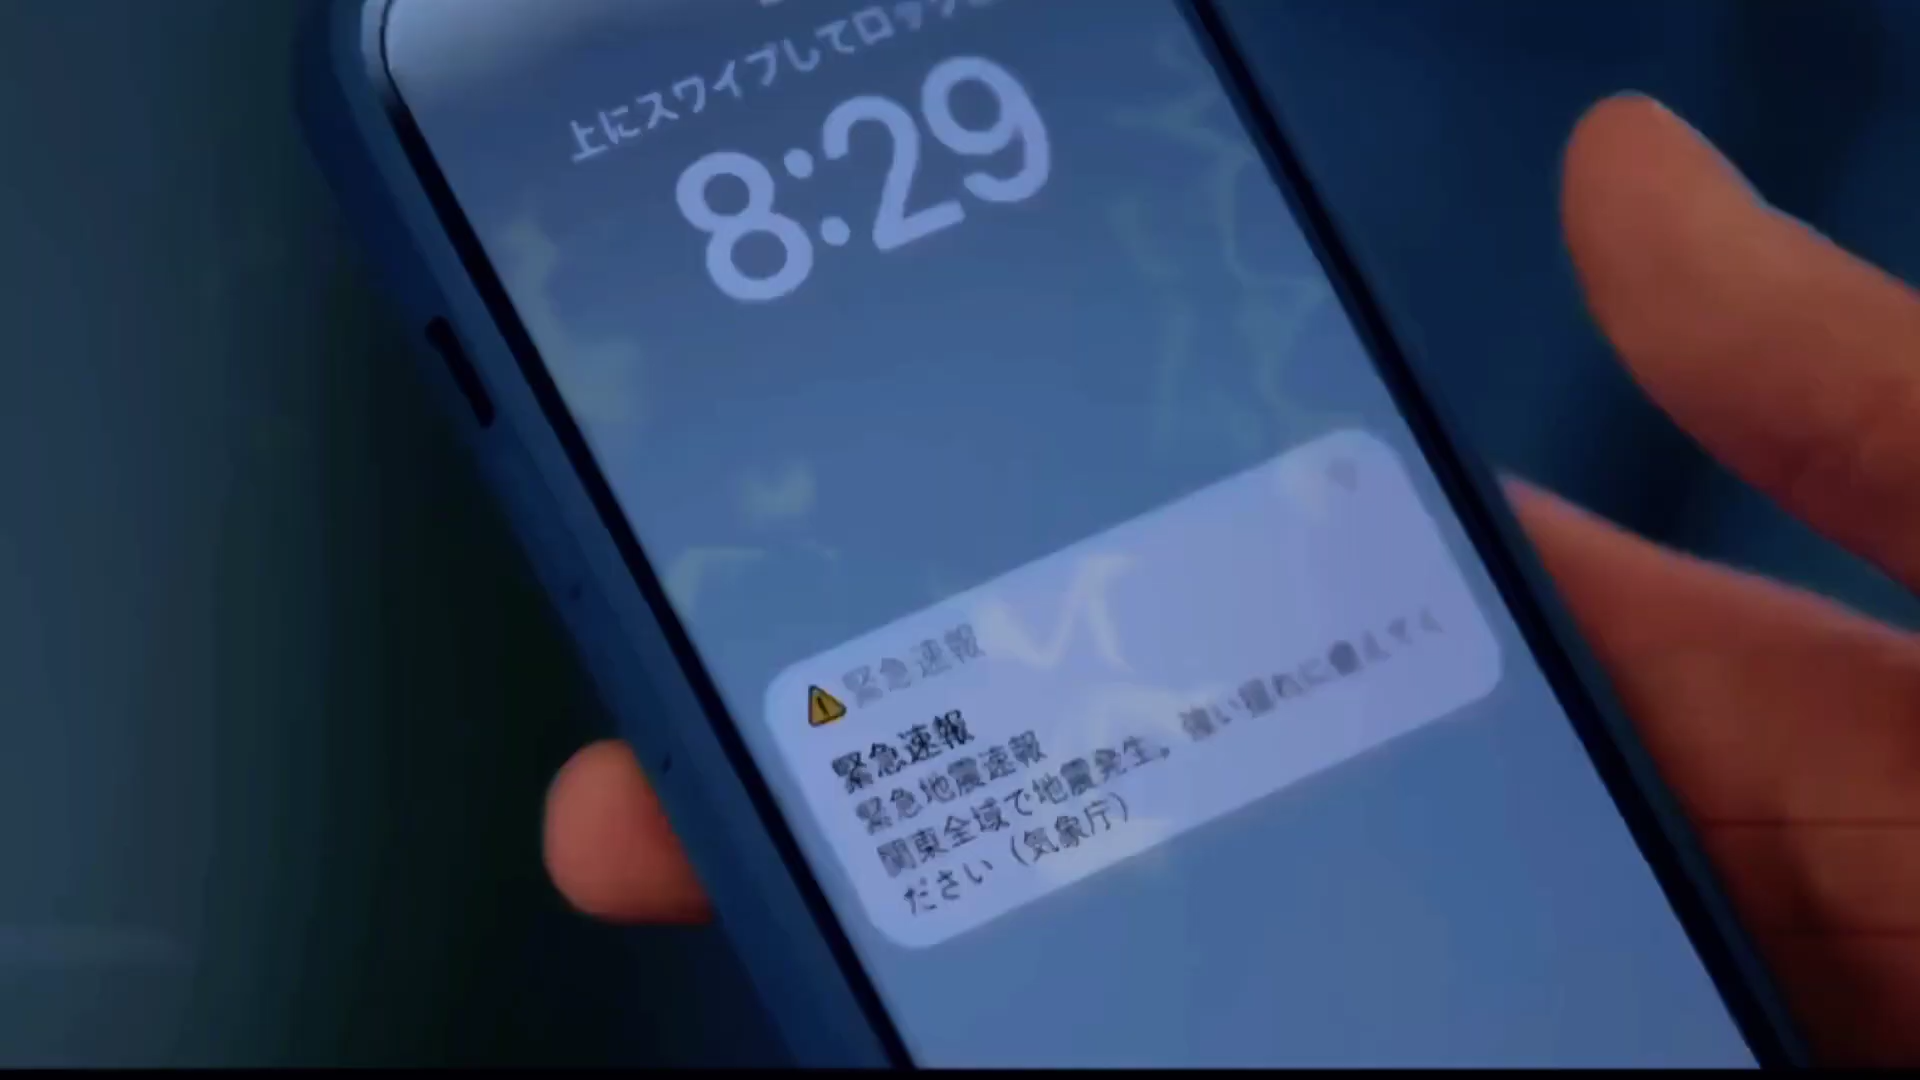 上にスワイプしてロック
8:29
緊急速報
緊急速報
緊急地震速報
関東全域で地震発生。強い揺れに備えてく
ださい（気象庁）